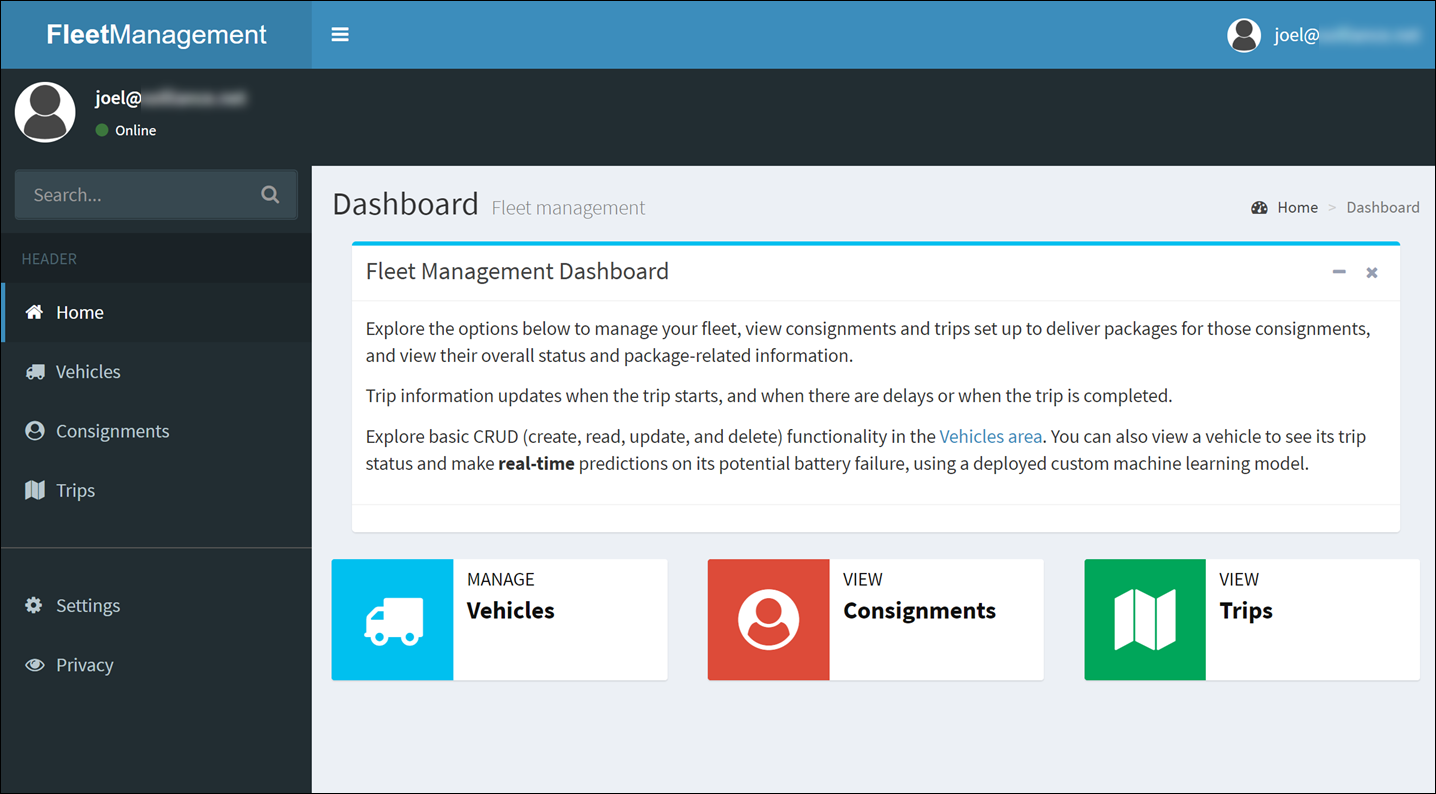 FleetManagement
joel@
joel@
Online
Search...
HEADER
Home
Vehicles
Consignments
Trips
Settings
Privacy
Dashboard Fleet management
Home > Dashboard
Fleet Management Dashboard
Explore the options below to manage your fleet, view consignments and trips set up to deliver packages for those consignments,
and view their overall status and package-related information.
Trip information updates when the trip starts, and when there are delays or when the trip is completed.
Explore basic CRUD (create, read, update, and delete) functionality in the Vehicles area. You can also view a vehicle to see its trip
status and make real-time predictions on its potential battery failure, using a deployed custom machine learning model.
MANAGE
Vehicles
VIEW
Consignments
VIEW
Trips